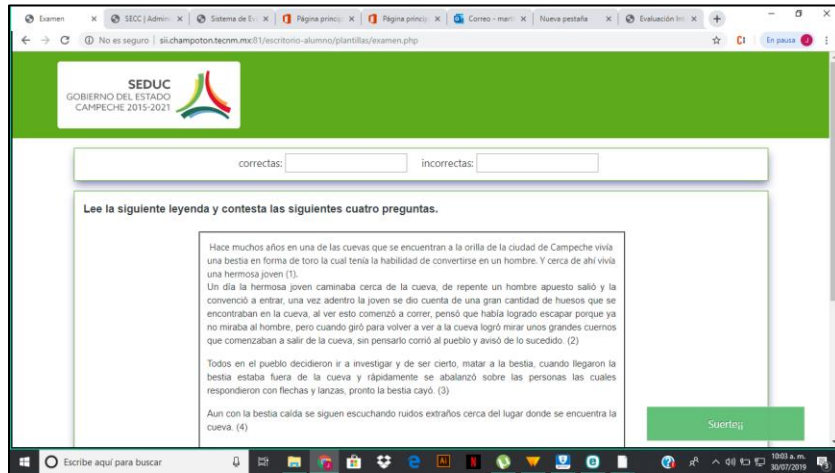 Examen
SECC | Admin
Sistema de Ev
Página princip
Página princip
Correo - mart
Nueva pestaña
Evaluación Int
No es seguro | sii.champoton.tecnm.mx:81/escritorio-alumno/plantillas/examen.php
En pausa
SEDUC
GOBIERNO DEL ESTADO
CAMPECHE 2015-2021
correctas:
incorrectas:
Lee la siguiente leyenda y contesta las siguientes cuatro preguntas.
Hace muchos años en una de las cuevas que se encuentran a la orilla de la ciudad de Campeche vivía
una bestia en forma de toro la cual tenía la habilidad de convertirse en un hombre. Y cerca de ahí vivía
una hermosa joven (1).
Un día la hermosa joven caminaba cerca de la cueva, de repente un hombre apuesto salió y la
convenció a entrar, una vez adentro la joven se dio cuenta de una gran cantidad de huesos que se
encontraban en la cueva, al ver esto comenzó a correr, pensó que había logrado escapar porque ya
no miraba al hombre, pero cuando giró para volver a ver a la cueva logró mirar unos grandes cuernos
que comenzaban a salir de la cueva, sin pensarlo corrió al pueblo y avisó de lo sucedido. (2)
Todos en el pueblo decidieron ir a investigar y de ser cierto, matar a la bestia, cuando llegaron la
bestia estaba fuera de la cueva y rápidamente se abalanzó sobre las personas las cuales
respondieron con flechas y lanzas, pronto la bestia cayó. (3)
Aun con la bestia caída se siguen escuchando ruidos extraños cerca del lugar donde se encuentra la
cueva. (4)
Escribe aquí para buscar
10:03 a. m.
30/07/2019